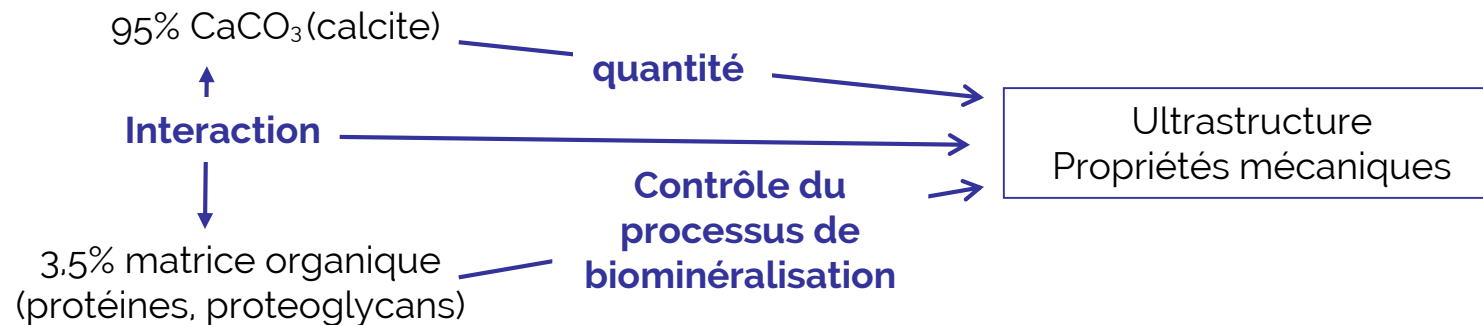 95% CaCO₃ (calcite)
quantité
Interaction
Ultrastructure
Propriétés mécaniques
Contrôle du
processus de
biominéralisation
3,5% matrice organique
(protéines, proteoglycans)